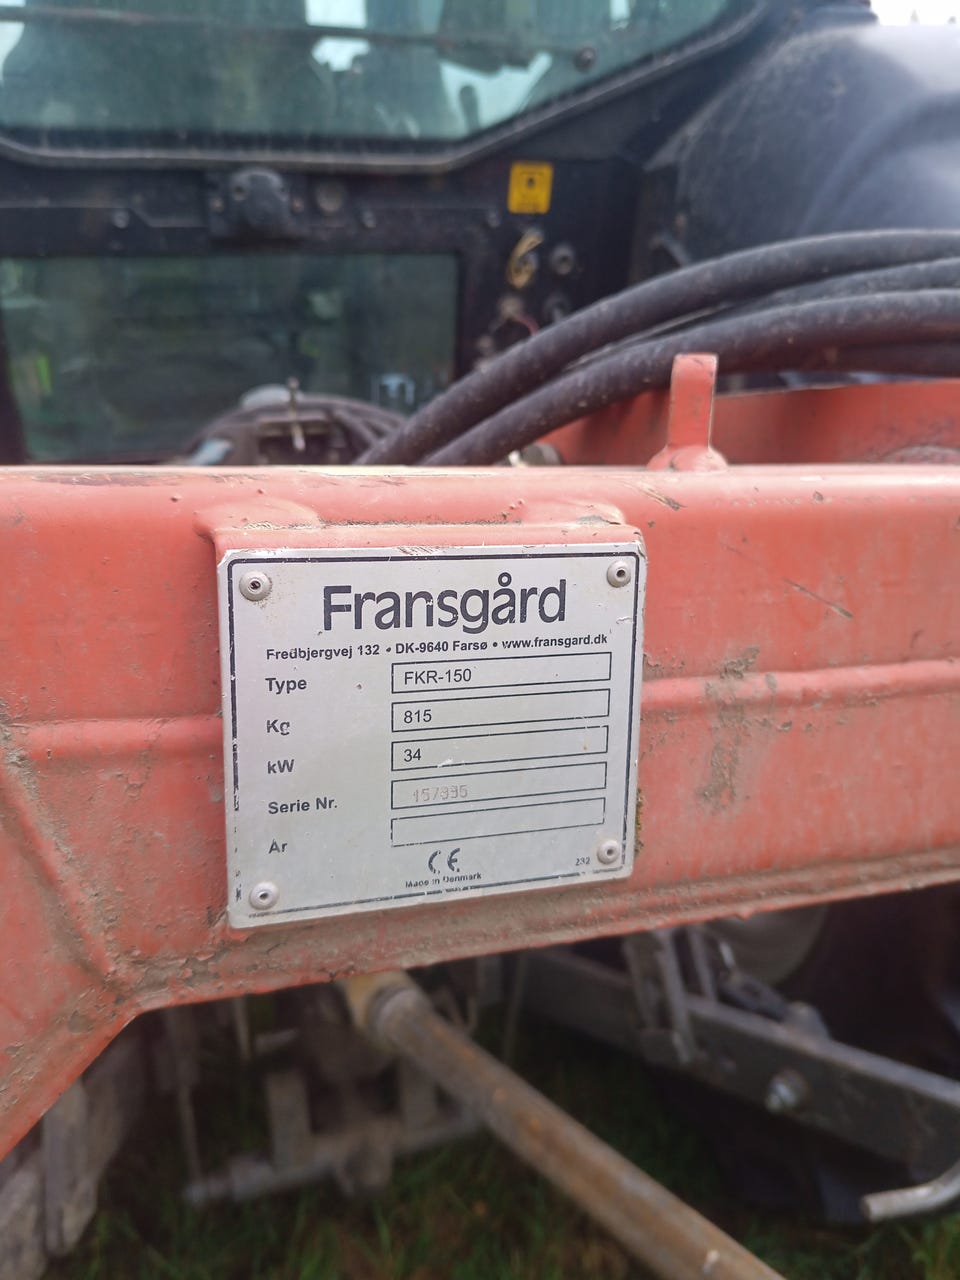 Fransgård
Fredbjergvej 132 • DK-9640 Farsø • www.fransgard.dk
Type FKR-150
Kg 815
kW 34
Serie Nr.
År
CE
Made in Denmark
232